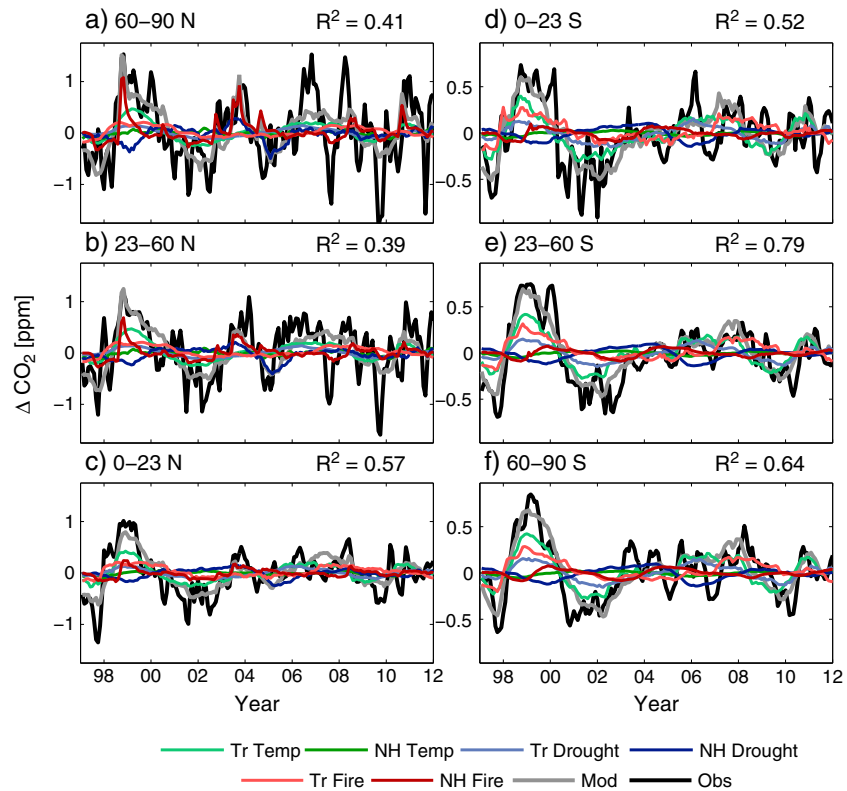 a) 60–90 N R² = 0.41
1
0
−1
b) 23–60 N R² = 0.39
1
0
−1
c) 0–23 N R² = 0.57
1
0
−1
98 00 02 04 06 08 10 12
Year
Δ CO₂ [ppm]
d) 0–23 S R² = 0.52
0.5
0
−0.5
e) 23–60 S R² = 0.79
0.5
0
−0.5
f) 60–90 S R² = 0.64
0.5
0
−0.5
98 00 02 04 06 08 10 12
Year
Tr Temp NH Temp Tr Drought NH Drought
Tr Fire NH Fire Mod Obs